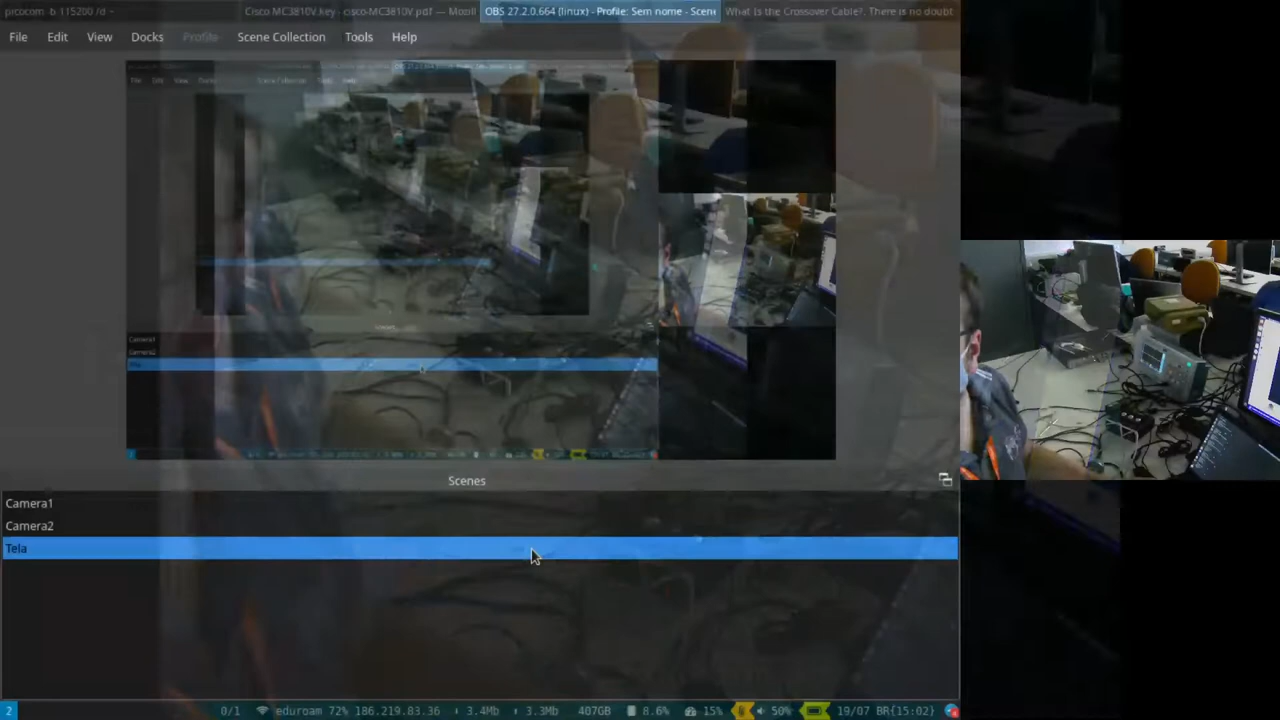 picocom -b 115200 /d ~
Cisco MC3810V.key - cisco-MC3810V.pdf — Mozill
OBS 27.2.0.664 (linux) - Profile: Sem nome - Scene
What Is the Crossover Cable?. There is no doubt
File Edit View Docks Profile Scene Collection Tools Help
Camera1
Camera2
Scenes
Camera1
Camera2
Tela
2 0/1 eduroam 72% 186.219.83.36 3.4Mb 3.3Mb 407GB 8.6% 15% 50% 19/07 BR{15:02}